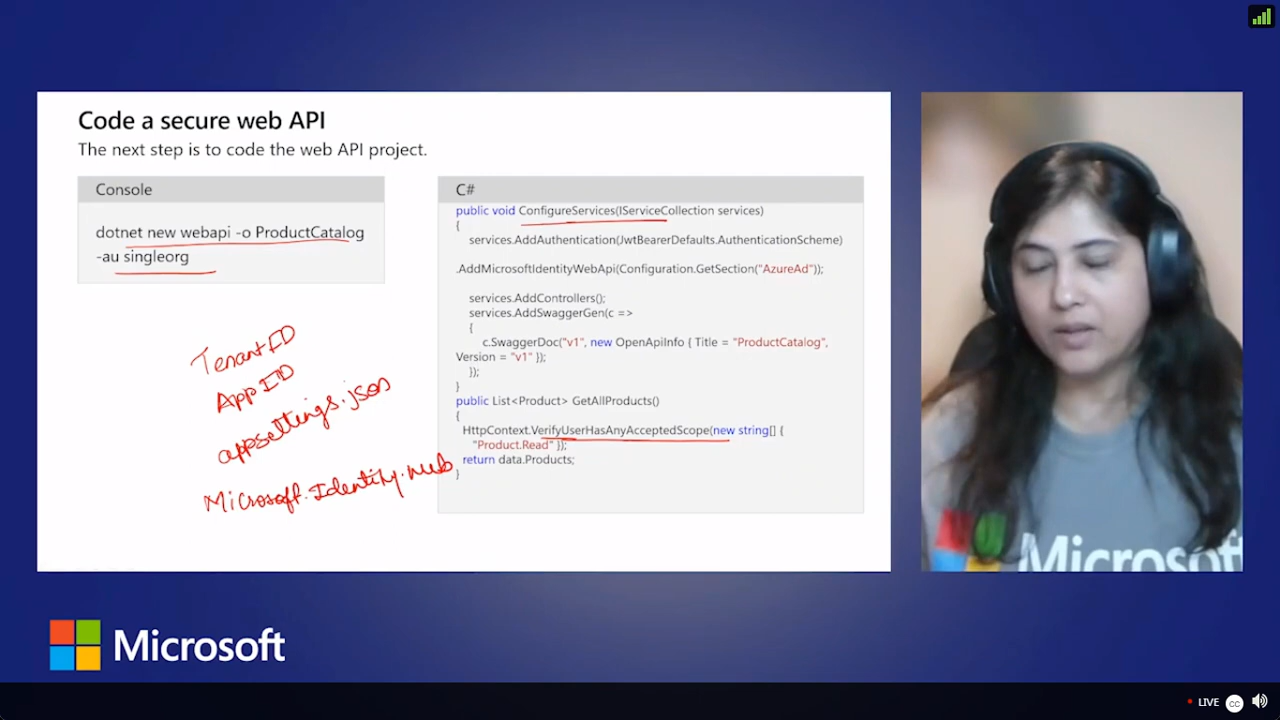 Code a secure web API
The next step is to code the web API project.
Console
dotnet new webapi -o ProductCatalog
-au singleorg
TenantID
AppID
appsettings.json
Microsoft.Identity.Web
C#
public void ConfigureServices(IServiceCollection services)
{
services.AddAuthentication(JwtBearerDefaults.AuthenticationScheme)
.AddMicrosoftIdentityWebApi(Configuration.GetSection("AzureAd"));
services.AddControllers();
services.AddSwaggerGen(c =>
{
c.SwaggerDoc("v1", new OpenApiInfo { Title = "ProductCatalog",
Version = "v1" });
});
}
public List<Product> GetAllProducts()
{
HttpContext.VerifyUserHasAnyAcceptedScope(new string[] {
"Product.Read" });
return data.Products;
}
Microsoft
Microsoft
LIVE
CC